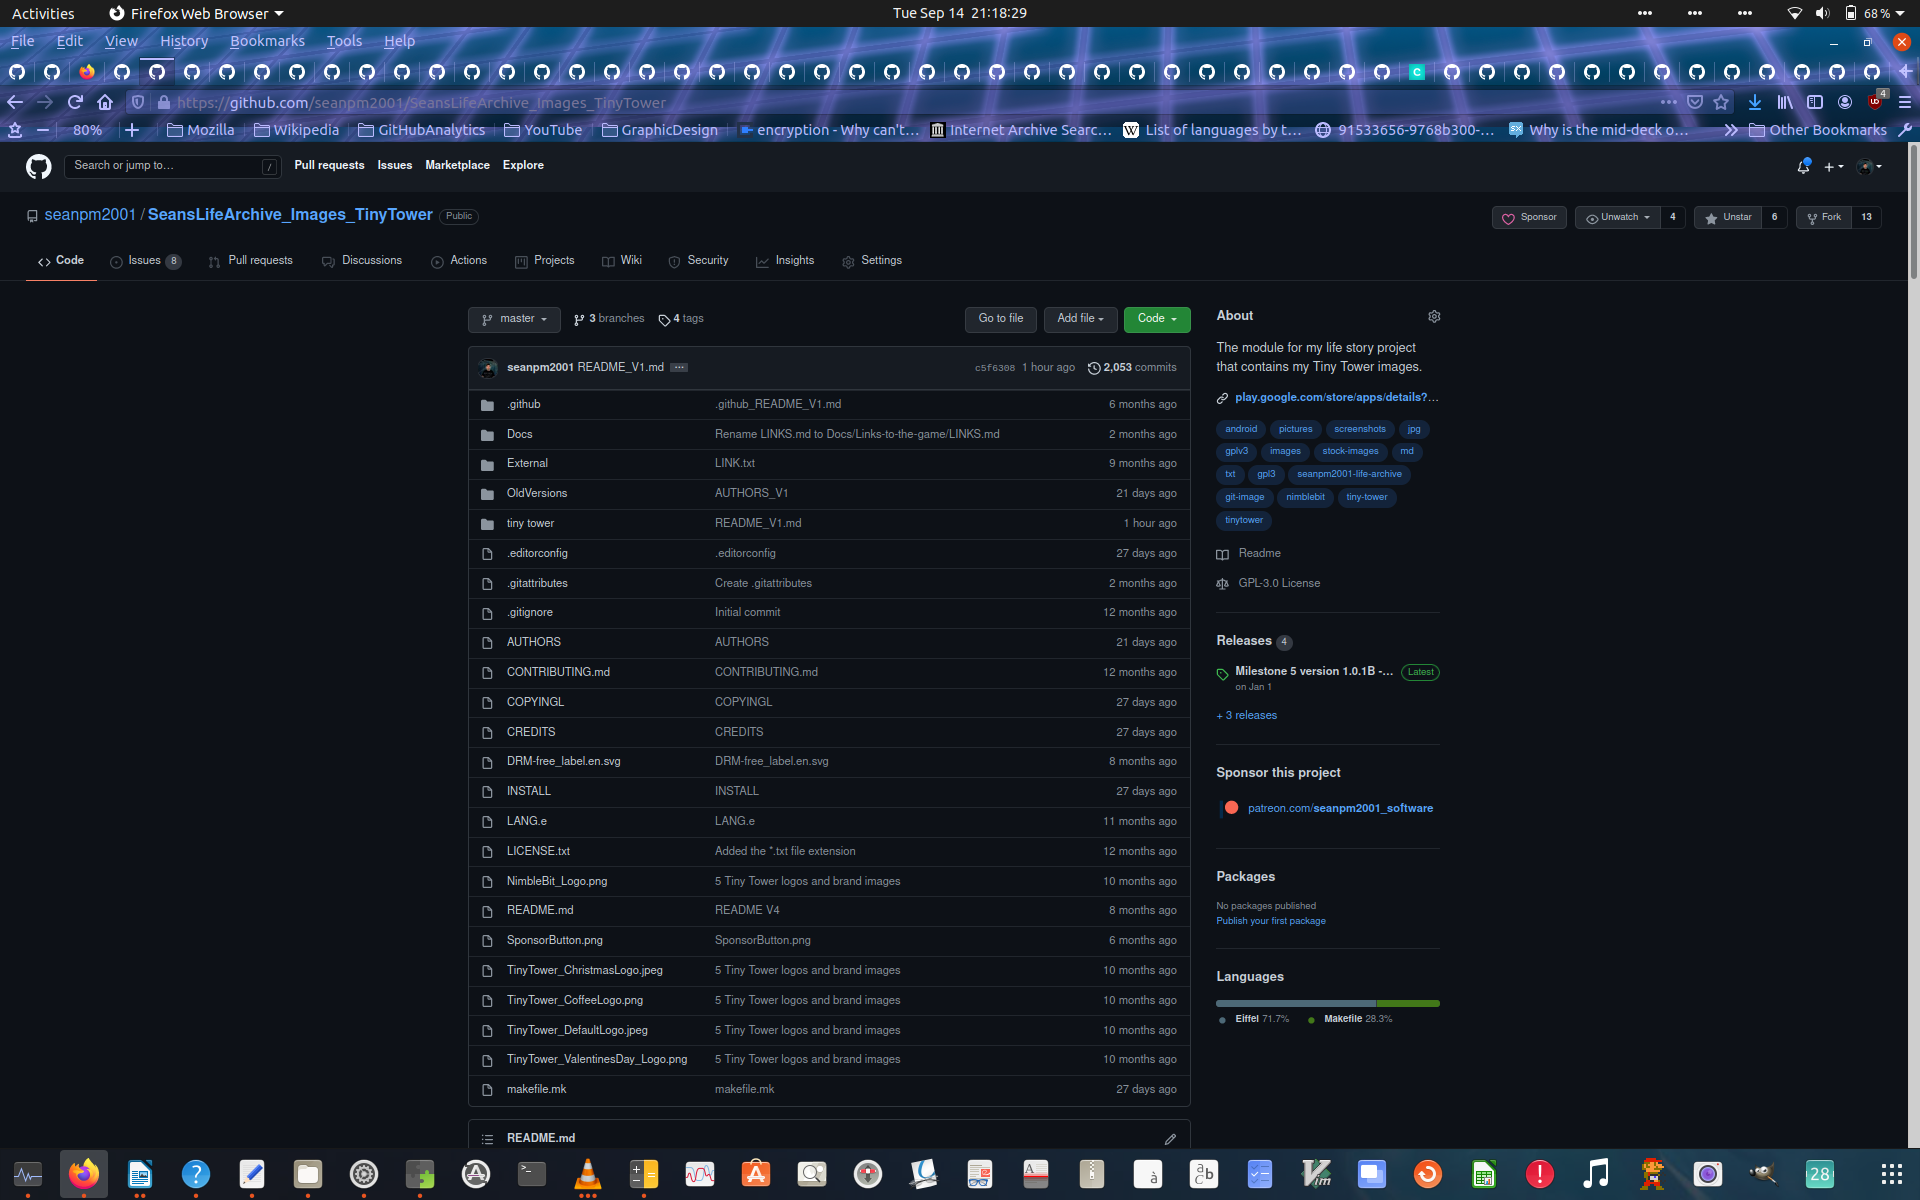 Activities Firefox Web Browser Tue Sep 14 21:18:29 68 %
File Edit View History Bookmarks Tools Help
https://github.com/seanpm2001/SeansLifeArchive_Images_TinyTower 4
80% Mozilla Wikipedia GitHubAnalytics YouTube GraphicDesign encryption - Why can't… Internet Archive Searc… List of languages by t… 91533656-9768b300-… Why is the mid-deck o… Other Bookmarks
Search or jump to… / Pull requests Issues Marketplace Explore
seanpm2001 / SeansLifeArchive_Images_TinyTower Public Sponsor Unwatch 4 Unstar 6 Fork 13
Code Issues 8 Pull requests Discussions Actions Projects Wiki Security Insights Settings
master 3 branches 4 tags Go to file Add file Code
seanpm2001 README_V1.md ... c5f6308 1 hour ago 2,053 commits
.github .github_README_V1.md 6 months ago
Docs Rename LINKS.md to Docs/Links-to-the-game/LINKS.md 2 months ago
External LINK.txt 9 months ago
OldVersions AUTHORS_V1 21 days ago
tiny tower README_V1.md 1 hour ago
.editorconfig .editorconfig 27 days ago
.gitattributes Create .gitattributes 2 months ago
.gitignore Initial commit 12 months ago
AUTHORS AUTHORS 21 days ago
CONTRIBUTING.md CONTRIBUTING.md 12 months ago
COPYINGL COPYINGL 27 days ago
CREDITS CREDITS 27 days ago
DRM-free_label.en.svg DRM-free_label.en.svg 8 months ago
INSTALL INSTALL 27 days ago
LANG.e LANG.e 11 months ago
LICENSE.txt Added the *.txt file extension 12 months ago
NimbleBit_Logo.png 5 Tiny Tower logos and brand images 10 months ago
README.md README V4 8 months ago
SponsorButton.png SponsorButton.png 6 months ago
TinyTower_ChristmasLogo.jpeg 5 Tiny Tower logos and brand images 10 months ago
TinyTower_CoffeeLogo.png 5 Tiny Tower logos and brand images 10 months ago
TinyTower_DefaultLogo.jpeg 5 Tiny Tower logos and brand images 10 months ago
TinyTower_ValentinesDay_Logo.png 5 Tiny Tower logos and brand images 10 months ago
makefile.mk makefile.mk 27 days ago
README.md
About
The module for my life story project
that contains my Tiny Tower images.
play.google.com/store/apps/details?…
android pictures screenshots jpg
gplv3 images stock-images md
txt gpl3 seanpm2001-life-archive
git-image nimblebit tiny-tower
tinytower
Readme
GPL-3.0 License
Releases 4
Milestone 5 version 1.0.1B -… Latest
on Jan 1
+ 3 releases
Sponsor this project
patreon.com/seanpm2001_software
Packages
No packages published
Publish your first package
Languages
Eiffel 71.7% Makefile 28.3%
28